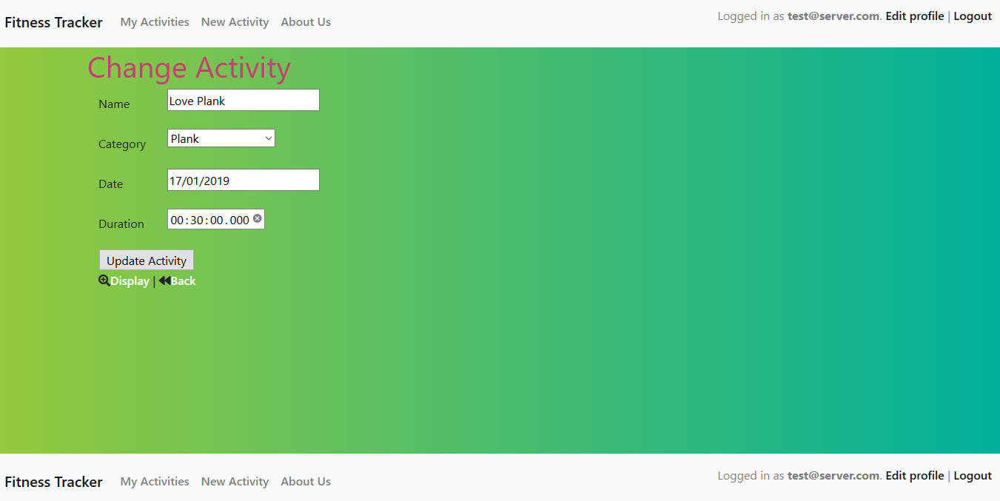 Fitness Tracker My Activities New Activity About Us Logged in as test@server.com. Edit profile | Logout
Change Activity
Name Love Plank
Category Plank
Date 17/01/2019
Duration 00:30:00.000
Update Activity
Display | Back
Fitness Tracker My Activities New Activity About Us Logged in as test@server.com. Edit profile | Logout